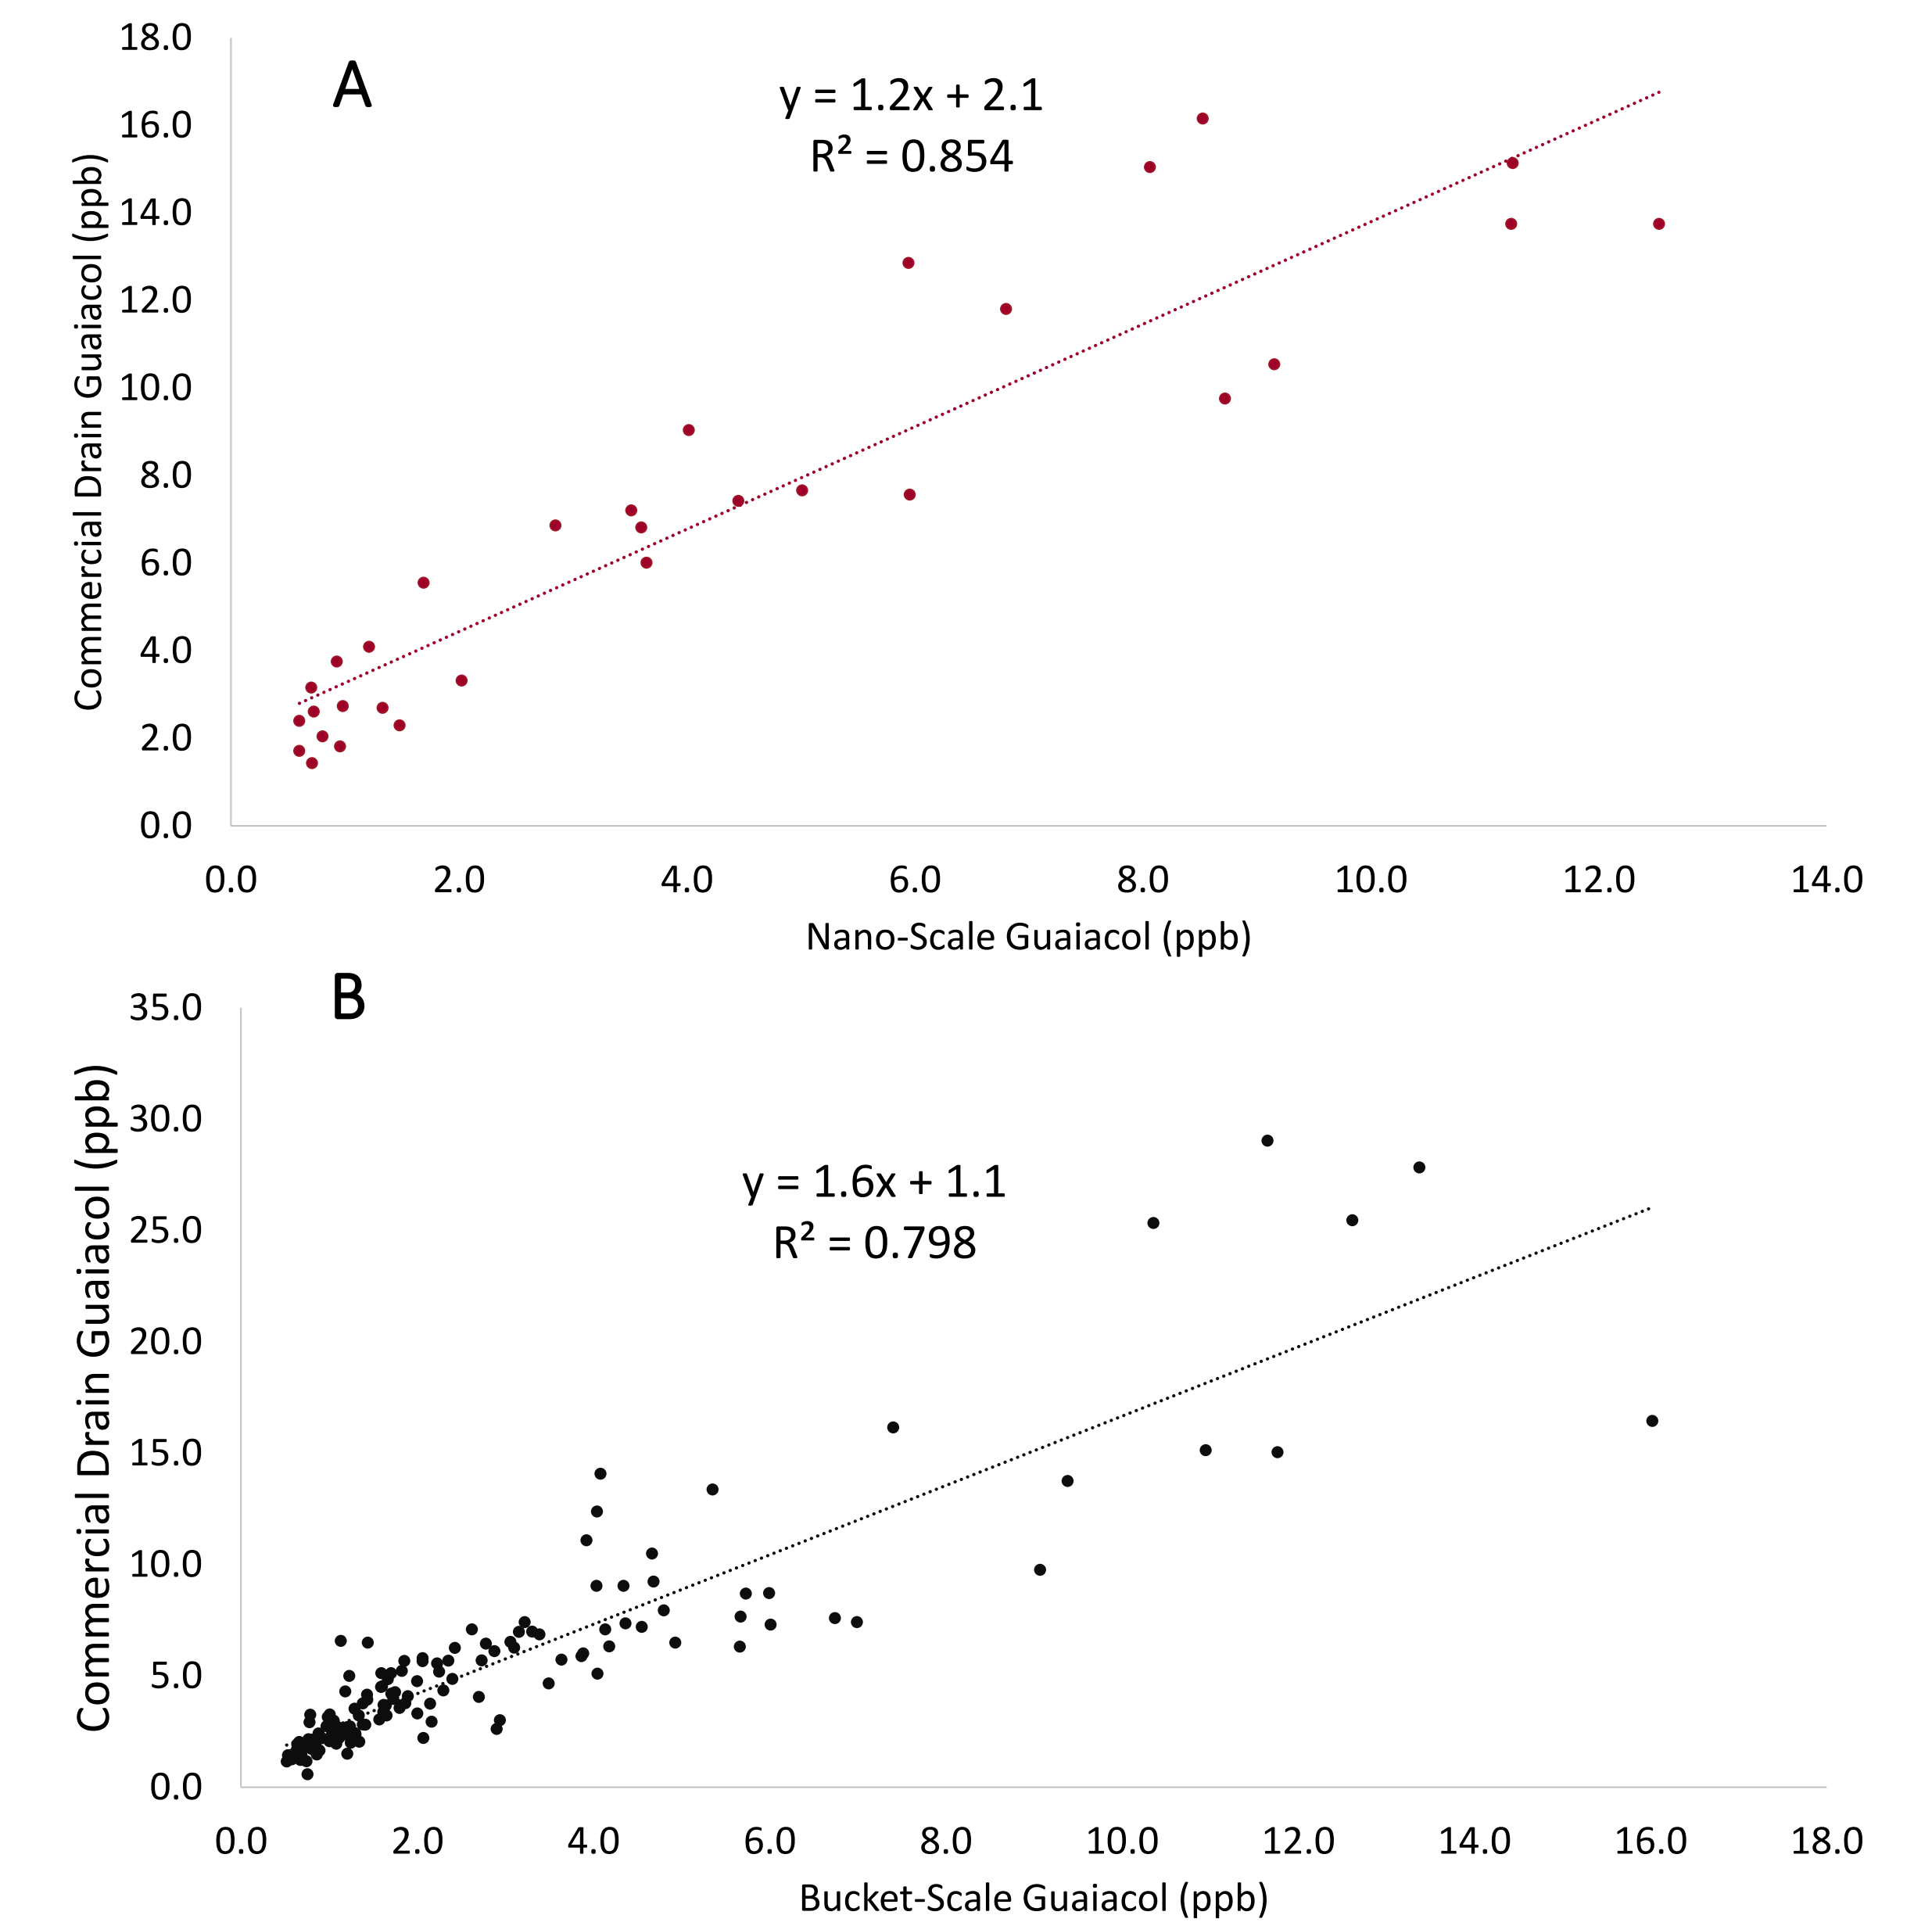 A
y = 1.2x + 2.1
R² = 0.854
Commercial Drain Guaiacol (ppb)
18.0
16.0
14.0
12.0
10.0
8.0
6.0
4.0
2.0
0.0
0.0 2.0 4.0 6.0 8.0 10.0 12.0 14.0
Nano-Scale Guaiacol (ppb)
B
y = 1.6x + 1.1
R² = 0.798
Commercial Drain Guaiacol (ppb)
35.0
30.0
25.0
20.0
15.0
10.0
5.0
0.0
0.0 2.0 4.0 6.0 8.0 10.0 12.0 14.0 16.0 18.0
Bucket-Scale Guaiacol (ppb)